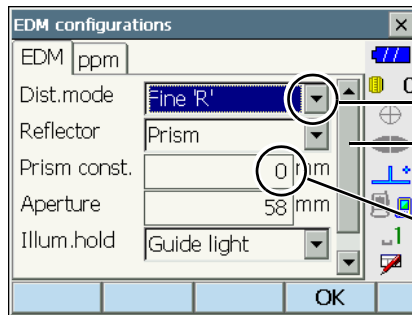 EDM configurations
EDM ppm
Dist.mode Fine 'R'
Reflector Prism
Prism const. 0 mm
Aperture 58 mm
Illum.hold Guide light
1
OK